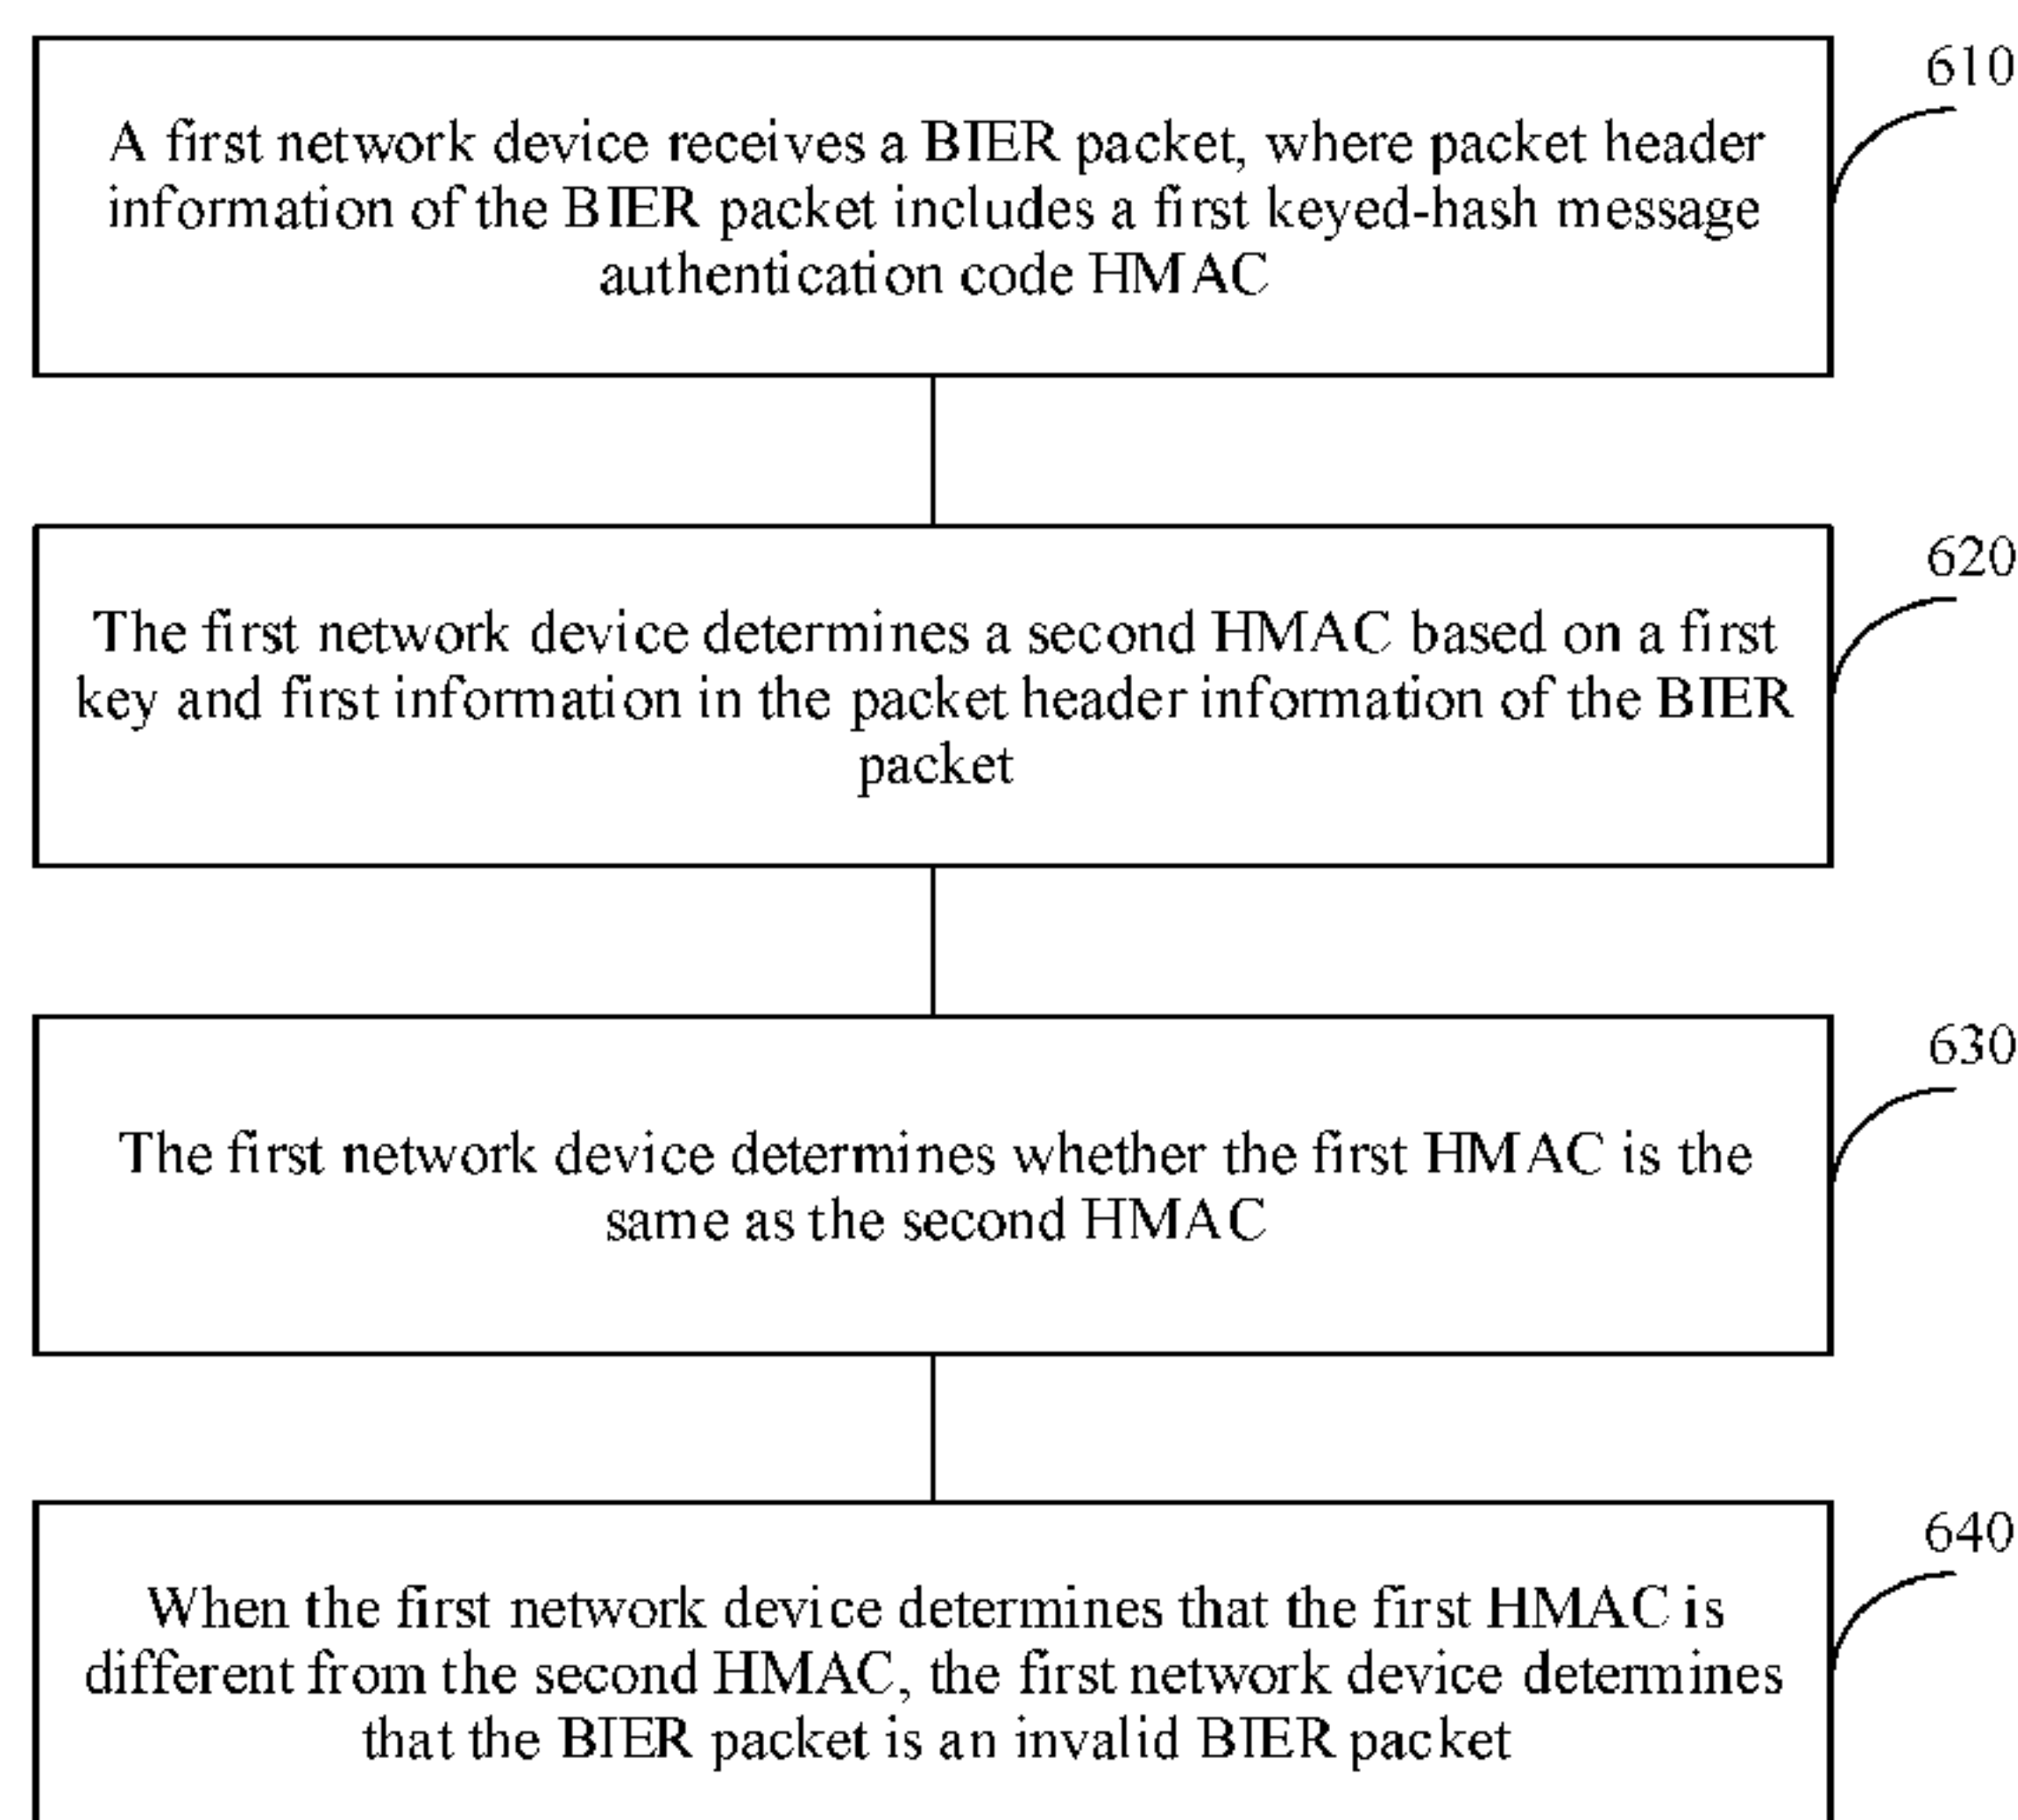 610
A first network device receives a BIER packet, where packet header
information of the BIER packet includes a first keyed-hash message
authentication code HMAC
620
The first network device determines a second HMAC based on a first
key and first information in the packet header information of the BIER
packet
630
The first network device determines whether the first HMAC is the
same as the second HMAC
640
When the first network device determines that the first HMAC is
different from the second HMAC, the first network device determines
that the BIER packet is an invalid BIER packet